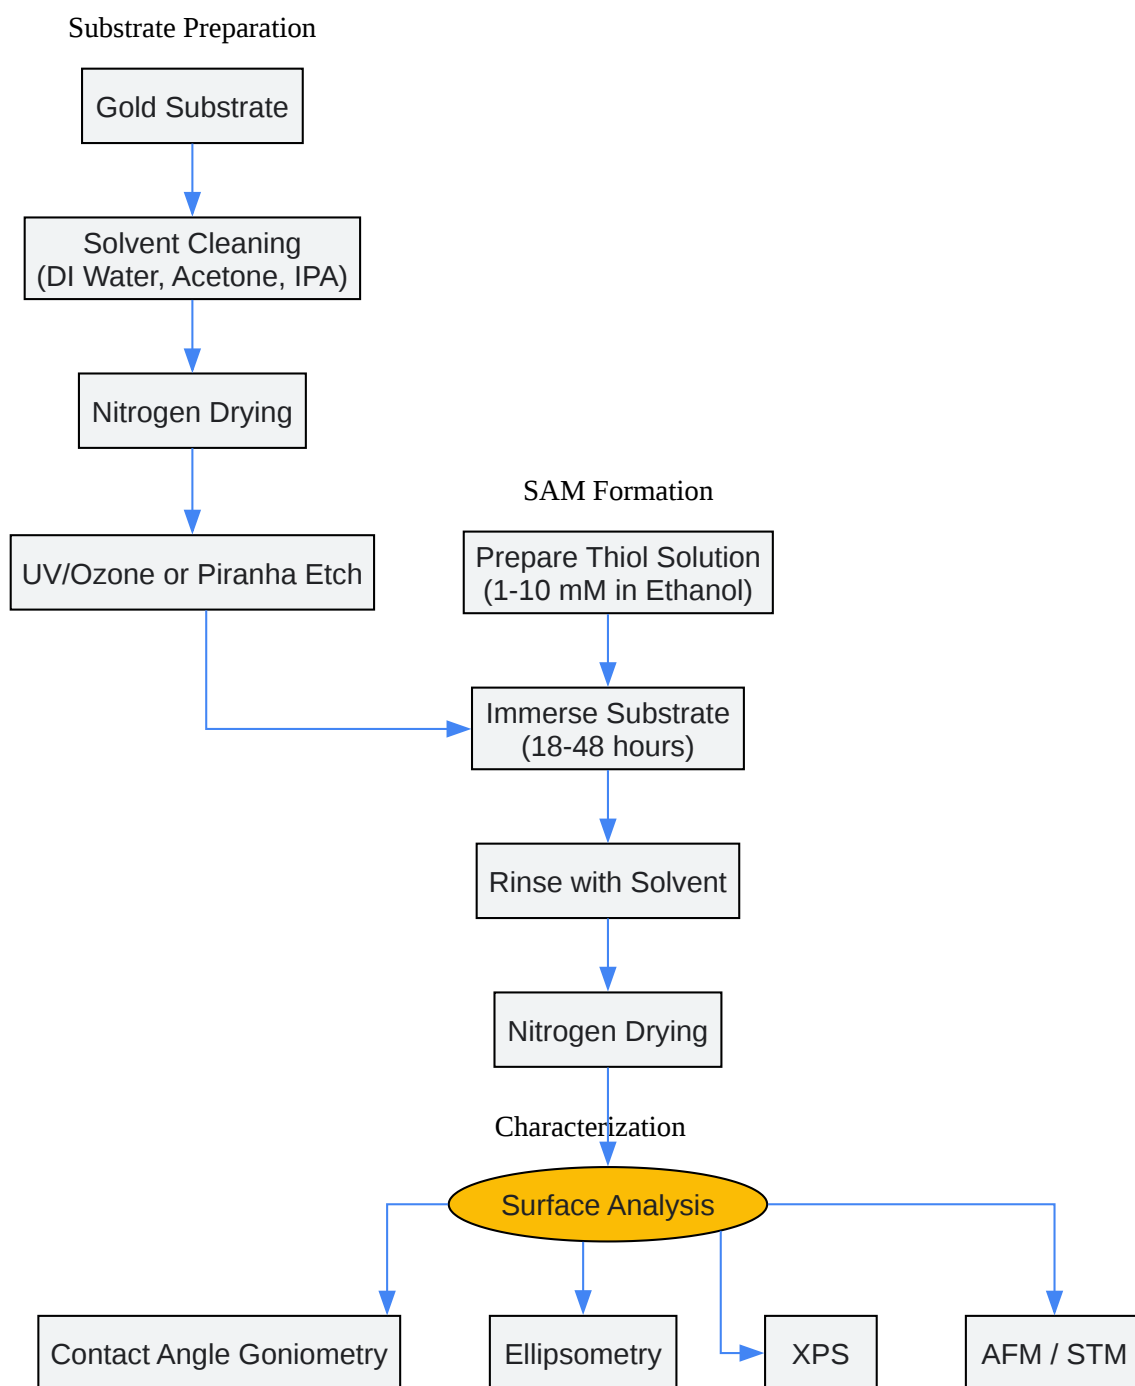 Substrate Preparation
Gold Substrate
Solvent Cleaning
(DI Water, Acetone, IPA)
Nitrogen Drying
UV/Ozone or Piranha Etch
SAM Formation
Prepare Thiol Solution
(1-10 mM in Ethanol)
Immerse Substrate
(18-48 hours)
Rinse with Solvent
Nitrogen Drying
Characterization
Surface Analysis
Contact Angle Goniometry
Ellipsometry
XPS
AFM / STM